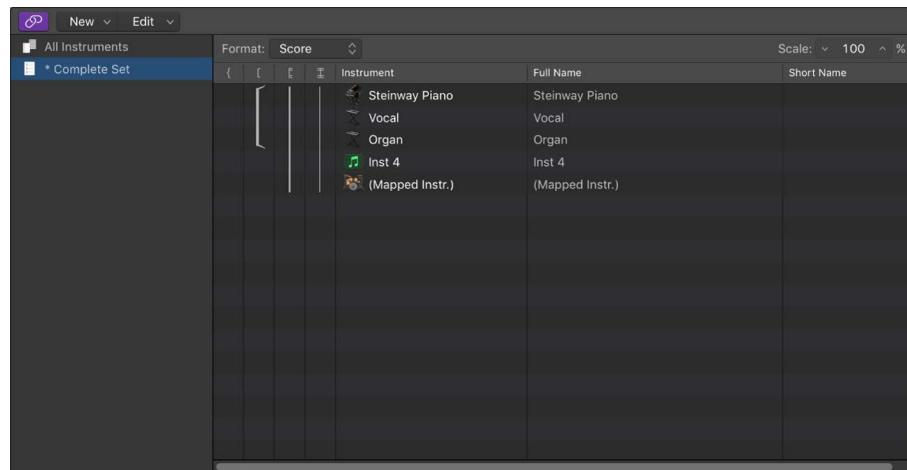 New Edit
All Instruments
Format: Score Scale: 100 %
* Complete Set
{ [ Instrument Full Name Short Name
Steinway Piano Steinway Piano
Vocal Vocal
Organ Organ
Inst 4 Inst 4
(Mapped Instr.) (Mapped Instr.)